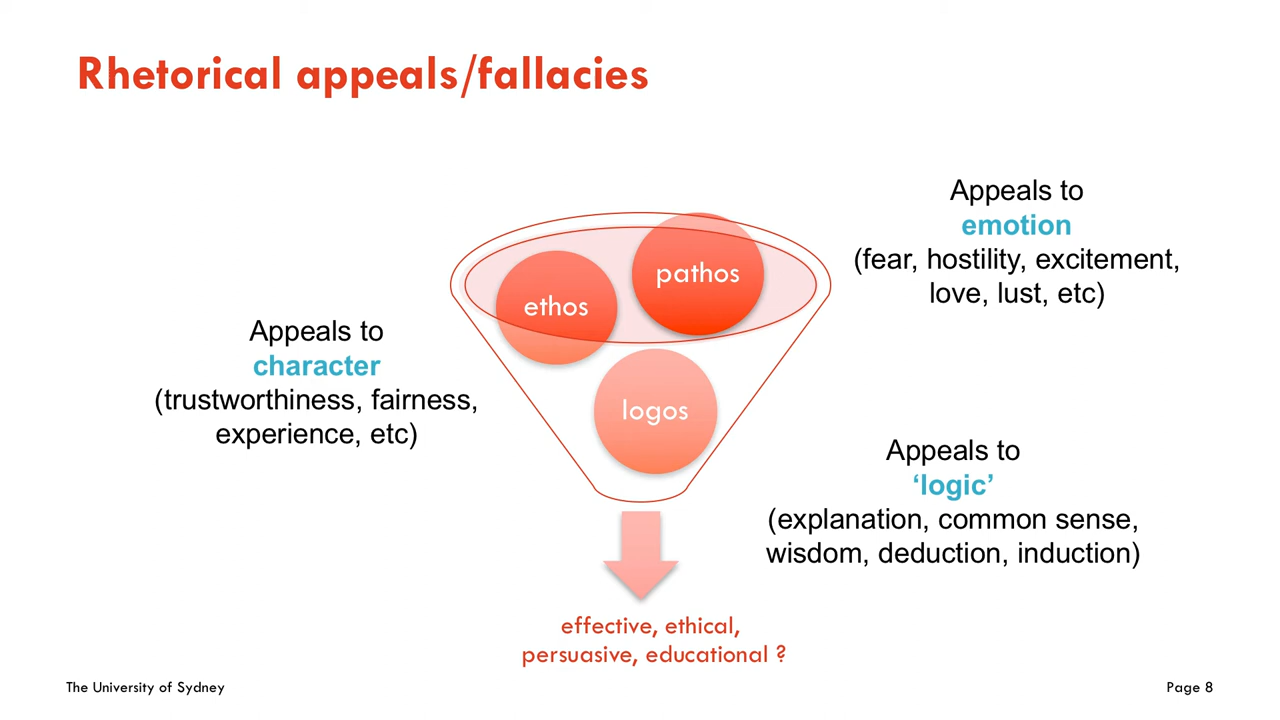 Rhetorical appeals/fallacies
Appeals to
emotion
(fear, hostility, excitement,
love, lust, etc)
pathos
ethos
Appeals to
character
(trustworthiness, fairness,
experience, etc)
logos
Appeals to
‘logic’
(explanation, common sense,
wisdom, deduction, induction)
effective, ethical,
persuasive, educational ?
The University of Sydney
Page 8